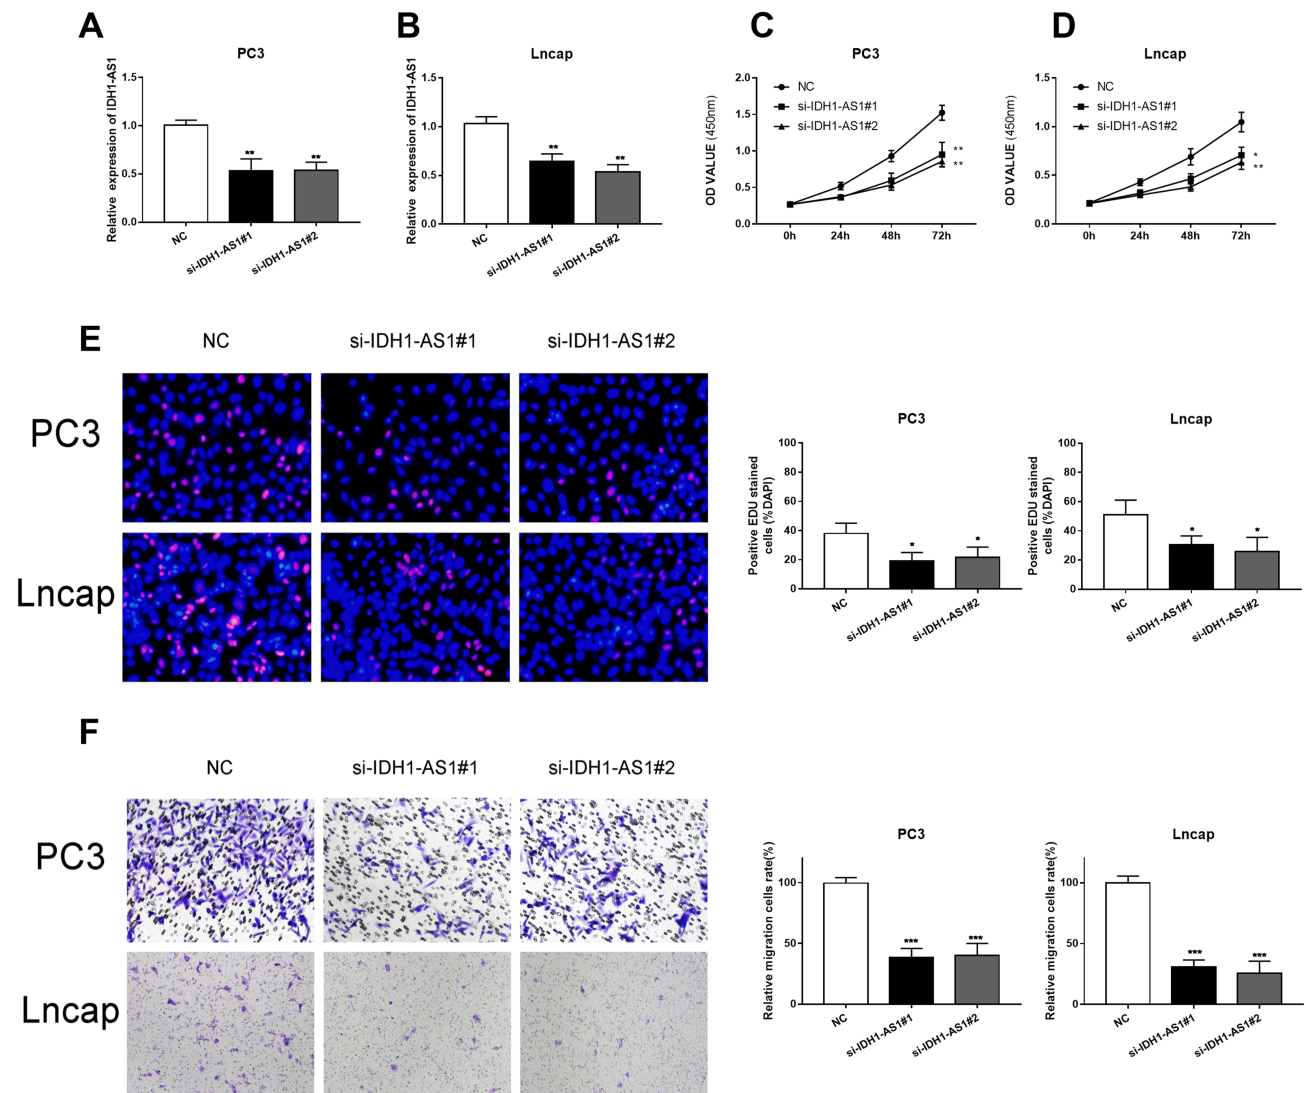 A
B
C
D
PC3
Lncap
PC3
Lncap
Relative expression of IDH1-AS1
1.5
1.0
0.5
0.0
**
**
NC
si-IDH1-AS1#1
si-IDH1-AS1#2
Relative expression of IDH1-AS1
1.5
1.0
0.5
0.0
**
**
NC
si-IDH1-AS1#1
si-IDH1-AS1#2
OD VALUE (450nm)
2.0
1.5
1.0
0.5
0.0
NC
si-IDH1-AS1#1
si-IDH1-AS1#2
**
**
0h 24h 48h 72h
OD VALUE (450nm)
1.5
1.0
0.5
0.0
NC
si-IDH1-AS1#1
si-IDH1-AS1#2
*
**
0h 24h 48h 72h
E
NC si-IDH1-AS1#1 si-IDH1-AS1#2
PC3
Lncap
PC3
Positive EDU stained
cells (%DAPI)
100
80
60
40
20
0
*
*
NC
si-IDH1-AS1#1
si-IDH1-AS1#2
Lncap
Positive EDU stained
cells (%DAPI)
100
80
60
40
20
0
*
*
NC
si-IDH1-AS1#1
si-IDH1-AS1#2
F
NC si-IDH1-AS1#1 si-IDH1-AS1#2
PC3
Lncap
PC3
Relative migration cells rate(%)
100
50
0
***
***
NC
si-IDH1-AS1#1
si-IDH1-AS1#2
Lncap
Relative migration cells rate(%)
100
50
0
***
***
NC
si-IDH1-AS1#1
si-IDH1-AS1#2